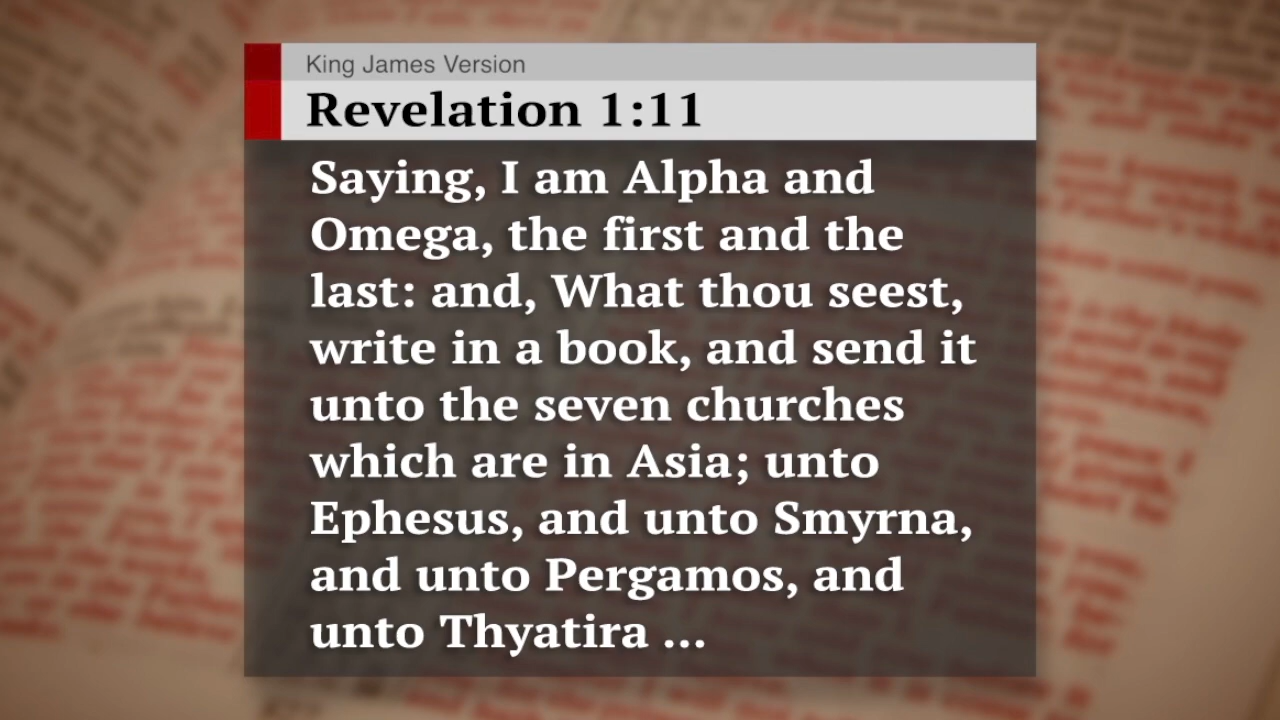 King James Version
Revelation 1:11
Saying, I am Alpha and
Omega, the first and the
last: and, What thou seest,
write in a book, and send it
unto the seven churches
which are in Asia; unto
Ephesus, and unto Smyrna,
and unto Pergamos, and
unto Thyatira ...